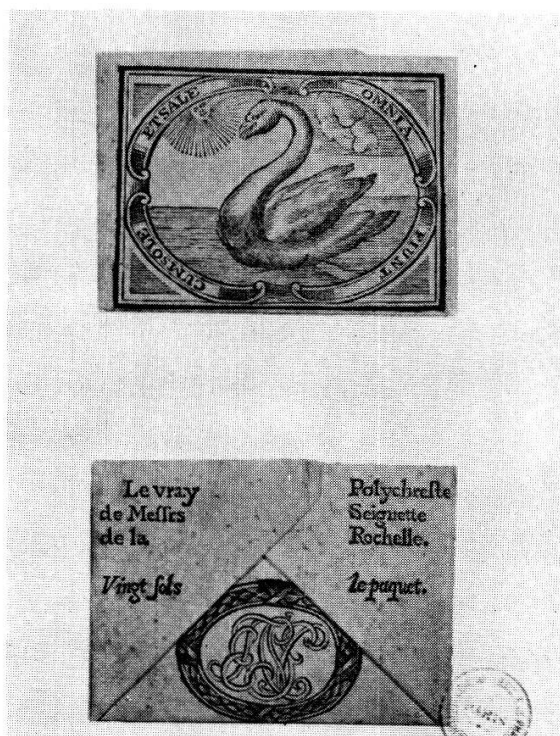 CUM SOLE
ET SALE
OMNIA
FIUNT
Le vray Polychreste
de Messrs Seignette
de la Rochelle.
Vingt sols le paquet.
PARIS